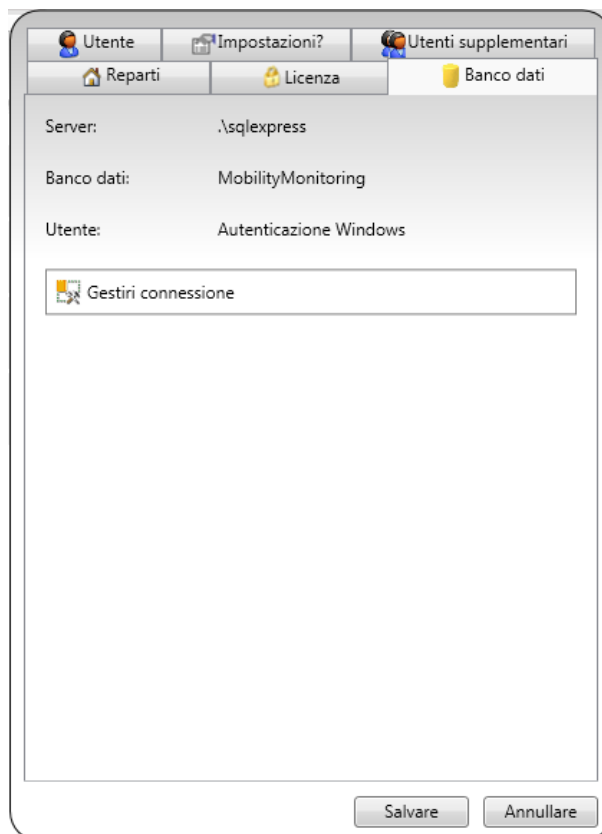 Utente
Impostazioni?
Utenti supplementari
Reparti
Licenza
Banco dati
Server: .\sqlexpress
Banco dati: MobilityMonitoring
Utente: Autenticazione Windows
Gestiri connessione
Salvare
Annullare